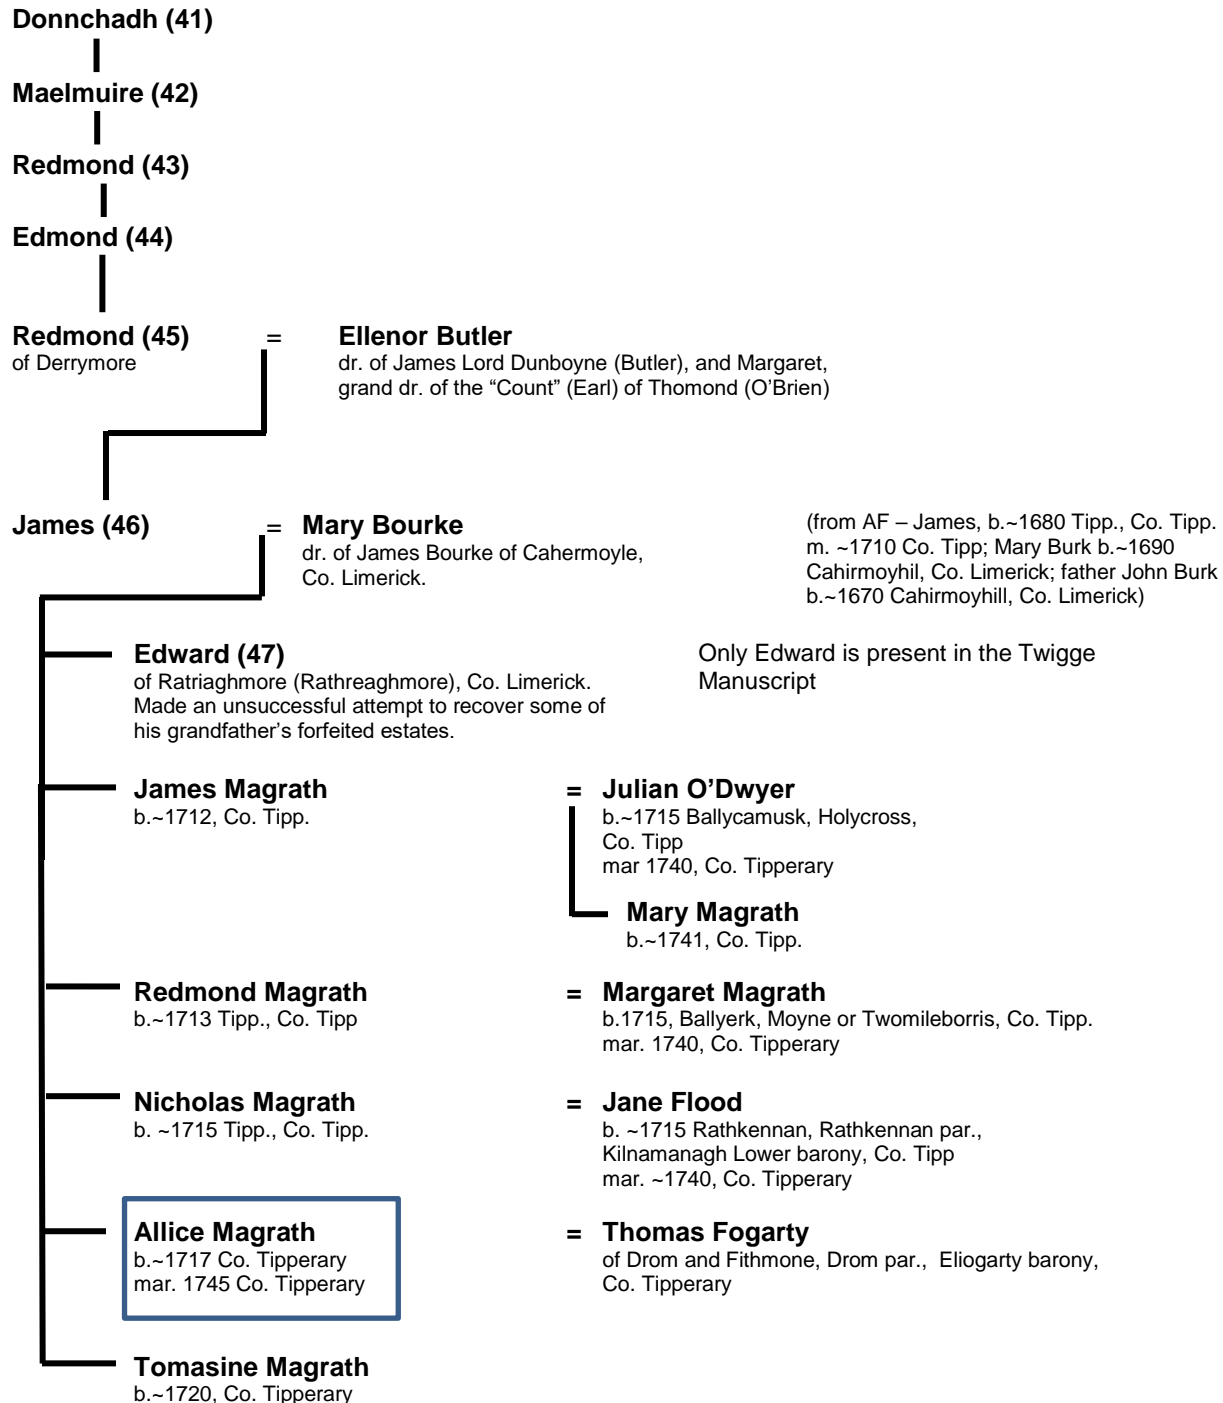 Donnchadh (41)
Maelmuire (42)
Redmond (43)
Edmond (44)
Redmond (45) = Ellenor Butler
of Derrymore
dr. of James Lord Dunboyne (Butler), and Margaret,
grand dr. of the “Count” (Earl) of Thomond (O’Brien)
James (46) = Mary Bourke
dr. of James Bourke of Cahermoyle,
Co. Limerick.
(from AF – James, b.~1680 Tipp., Co. Tipp.
m. ~1710 Co. Tipp; Mary Burk b.~1690
Cahirmoyhil, Co. Limerick; father John Burk
b.~1670 Cahirmoyhill, Co. Limerick)
Edward (47)
of Ratriaghmore (Rathreaghmore), Co. Limerick.
Made an unsuccessful attempt to recover some of
his grandfather’s forfeited estates.
Only Edward is present in the Twigge
Manuscript
James Magrath = Julian O’Dwyer
b.~1712, Co. Tipp.
b.~1715 Ballycamusk, Holycross,
Co. Tipp
mar 1740, Co. Tipperary
Mary Magrath
b.~1741, Co. Tipp.
Redmond Magrath = Margaret Magrath
b.~1713 Tipp., Co. Tipp
b.1715, Ballyerk, Moyne or Twomileborris, Co. Tipp.
mar. 1740, Co. Tipperary
Nicholas Magrath = Jane Flood
b. ~1715 Tipp., Co. Tipp.
b. ~1715 Rathkennan, Rathkennan par.,
Kilnamanagh Lower barony, Co. Tipp
mar. ~1740, Co. Tipperary
Allice Magrath = Thomas Fogarty
b.~1717 Co. Tipperary
mar. 1745 Co. Tipperary
of Drom and Fithmone, Drom par., Eliogarty barony,
Co. Tipperary
Tomasine Magrath
b.~1720, Co. Tipperary